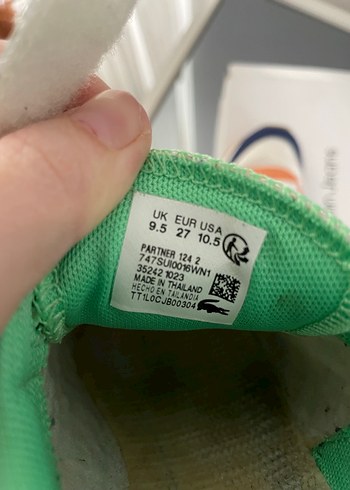 UK EUR USA
9.5 27 10.5
PARTNER 124 2
747SUI0016WN1
35242 1023
MADE IN THAILAND
HECHO EN TAILANDIA
TT1L0CJB00304
Jeans